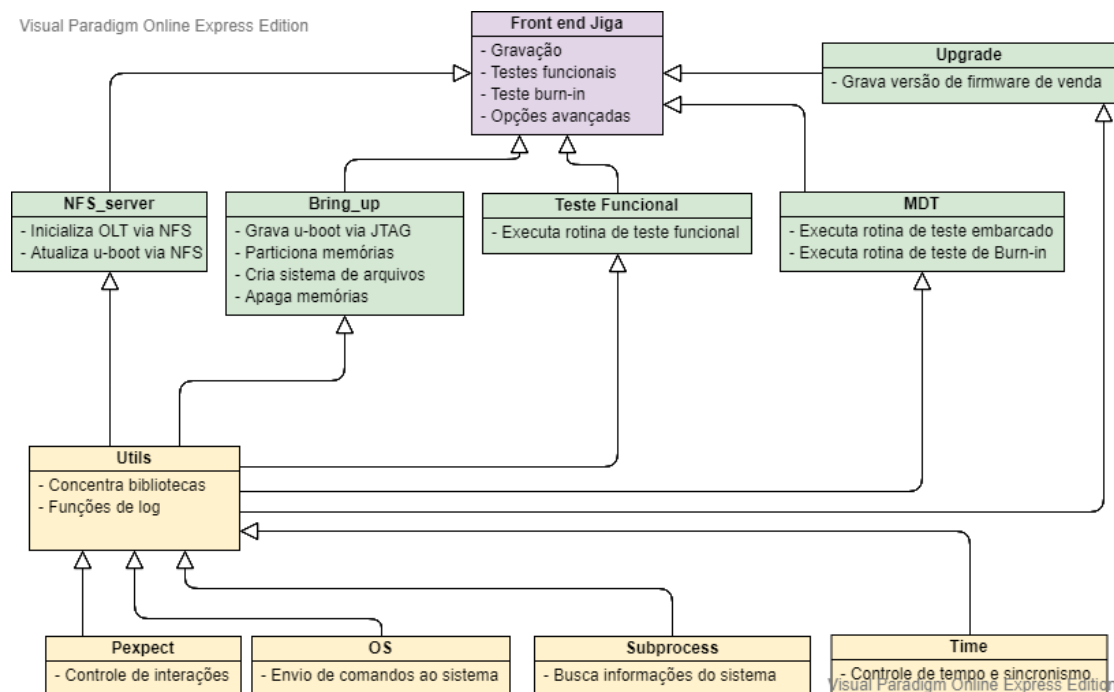 Visual Paradigm Online Express Edition
Front end Jiga
- Gravação
- Testes funcionais
- Teste burn-in
- Opções avançadas
Upgrade
- Grava versão de firmware de venda
NFS_server
- Inicializa OLT via NFS
- Atualiza u-boot via NFS
Bring_up
- Grava u-boot via JTAG
- Particiona memórias
- Cria sistema de arquivos
- Apaga memórias
Teste Funcional
- Executa rotina de teste funcional
MDT
- Executa rotina de teste embarcado
- Executa rotina de teste de Burn-in
Utils
- Concentra bibliotecas
- Funções de log
Pexpect
- Controle de interações
OS
- Envio de comandos ao sistema
Subprocess
- Busca informações do sistema
Time
- Controle de tempo e sincronismo
Visual Paradigm Online Express Edition